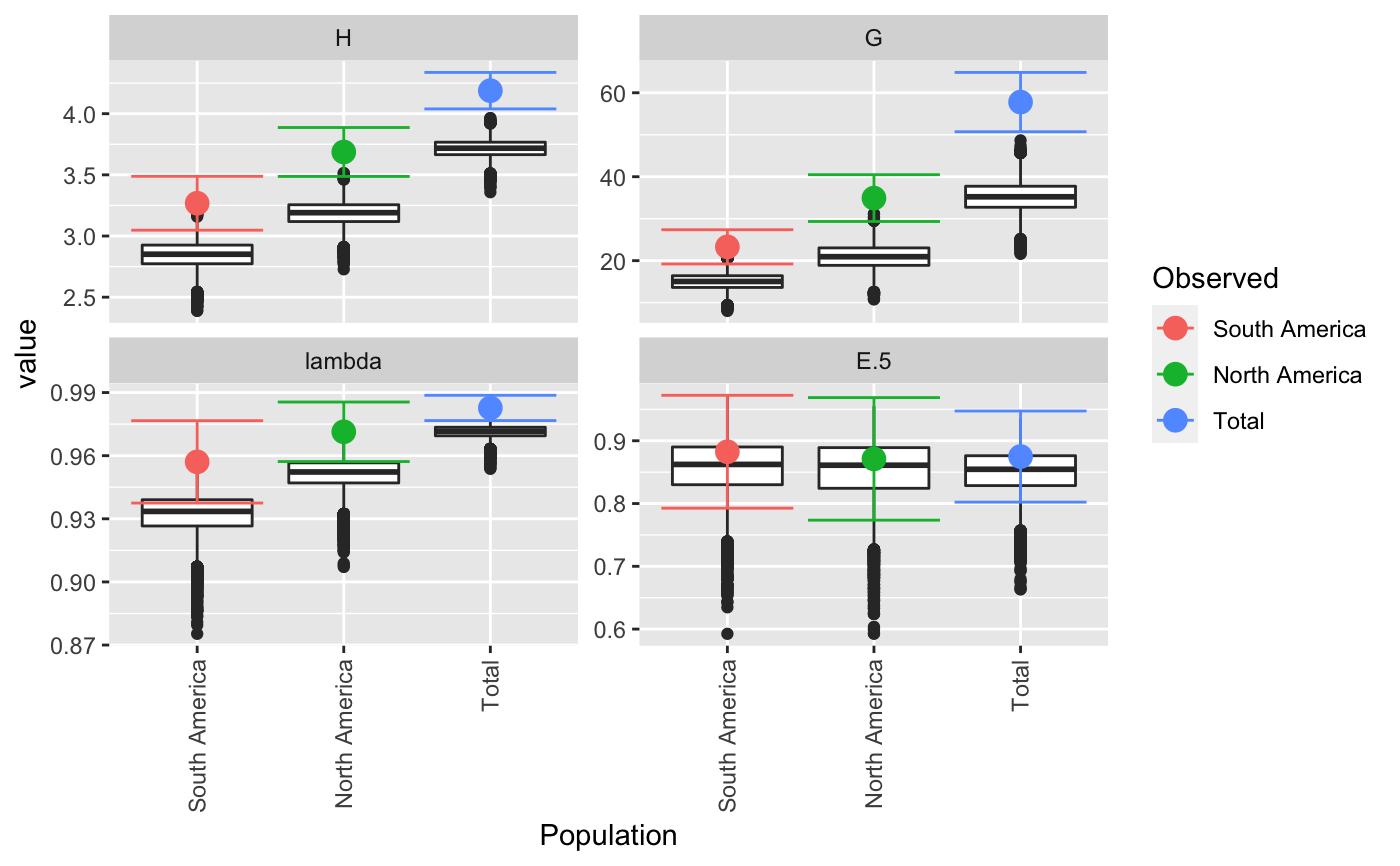 H
G
4.0
3.5
3.0
2.5
60
40
20
lambda
E.5
0.99
0.96
0.93
0.90
0.87
0.9
0.8
0.7
0.6
value
South America
North America
Total
South America
North America
Total
Population
Observed
South America
North America
Total